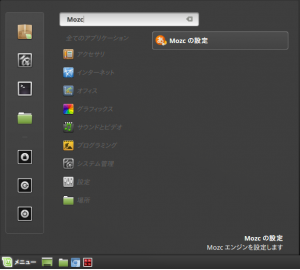 Mozc
全てのアプリケーション
アクセサリ
インターネット
オフィス
グラフィックス
サウンドとビデオ
プログラミング
システム管理
設定
場所
Mozc の設定
Mozc の設定
Mozc エンジンを設定します
メニュー